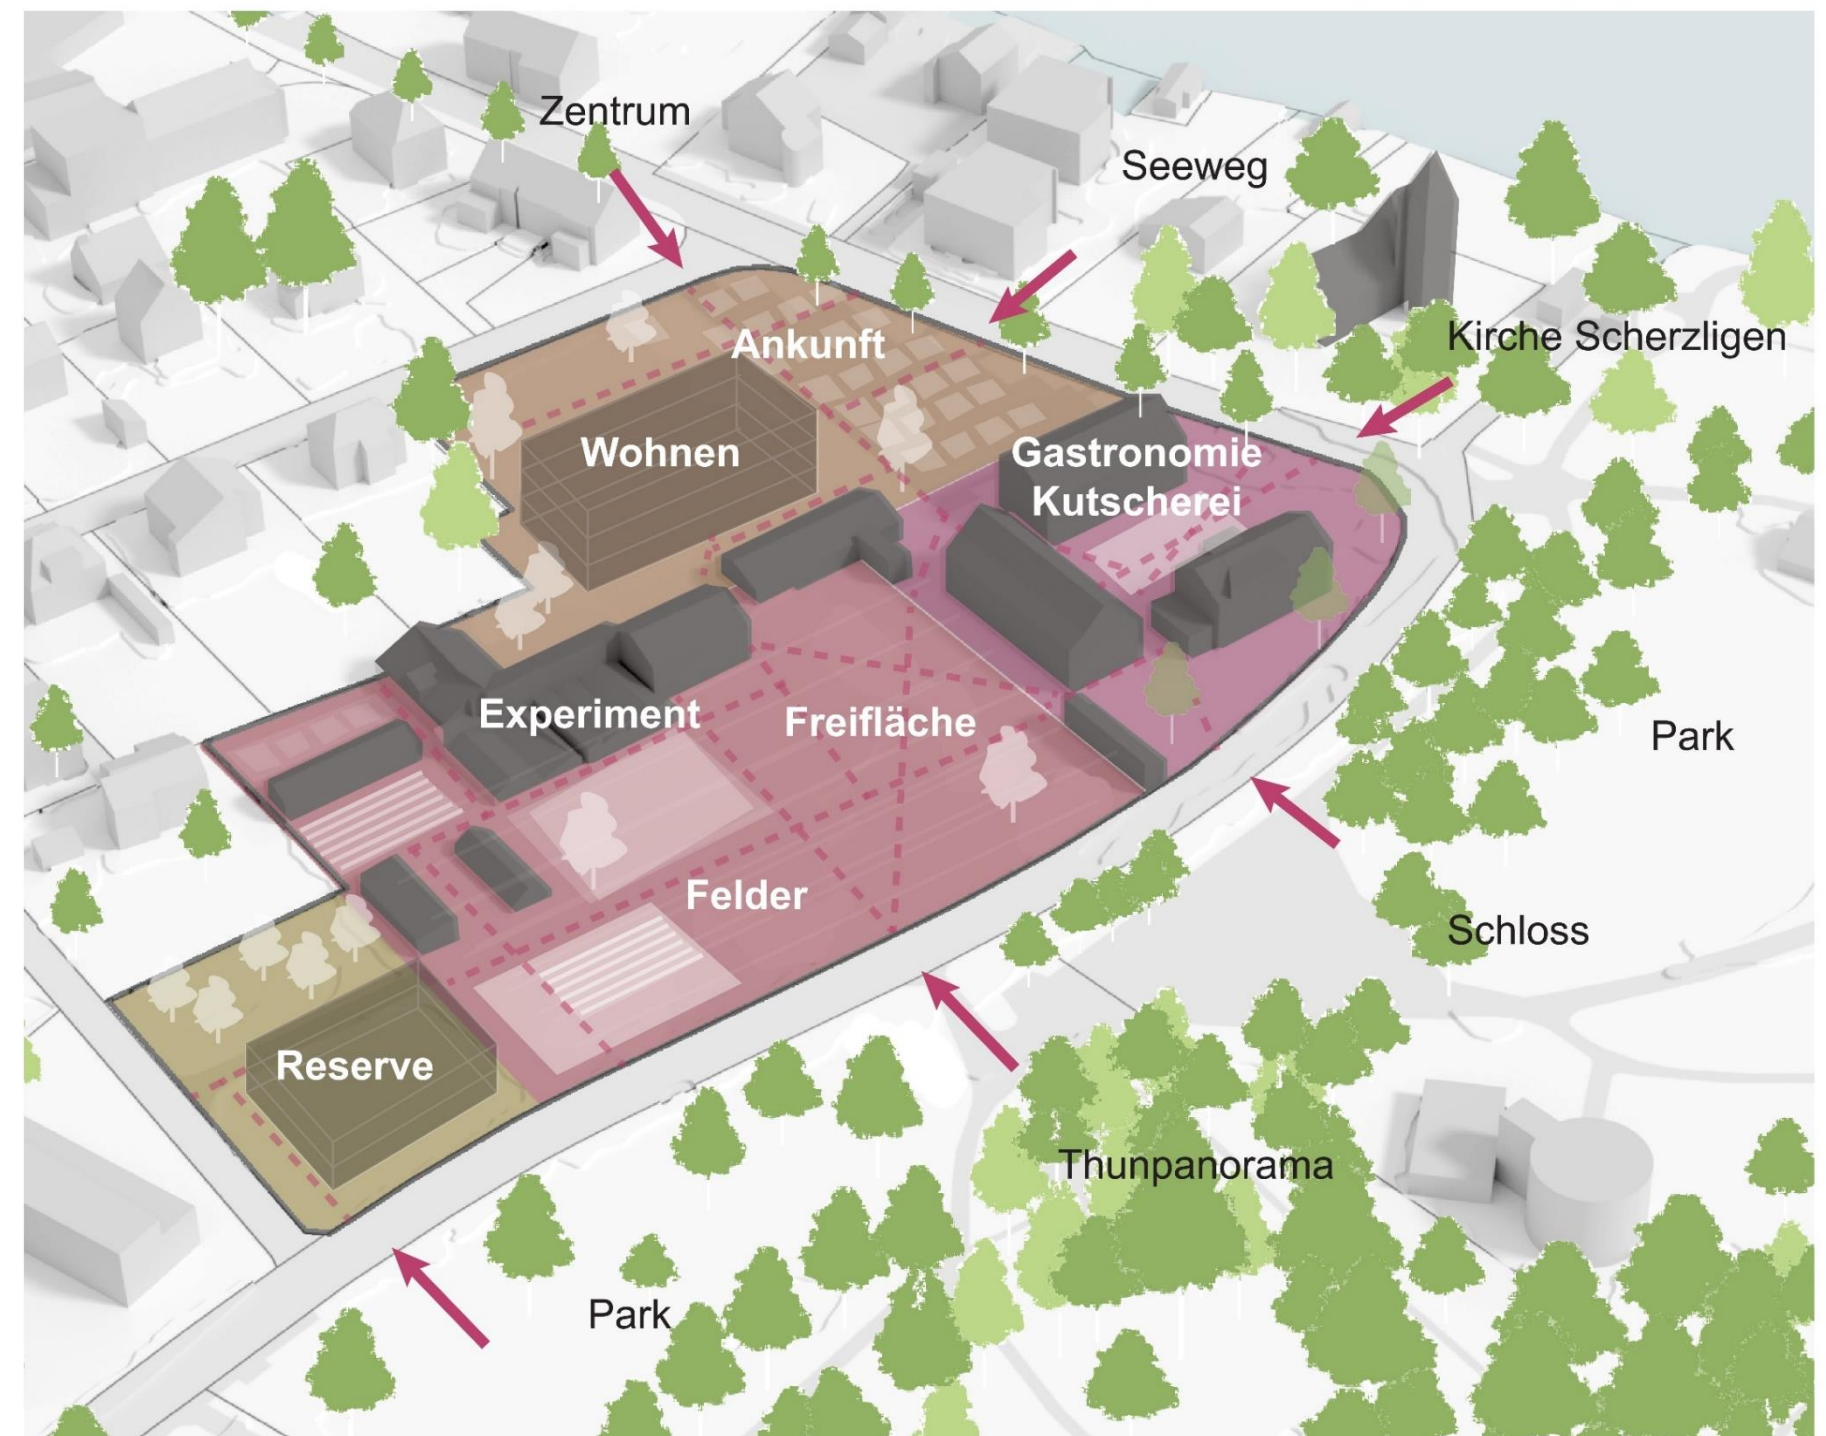 Zentrum
Seeweg
Kirche Scherzligen
Ankunft
Wohnen
Gastronomie
Kutscherei
Experiment
Freifläche
Park
Felder
Schloss
Reserve
Thunpanorama
Park